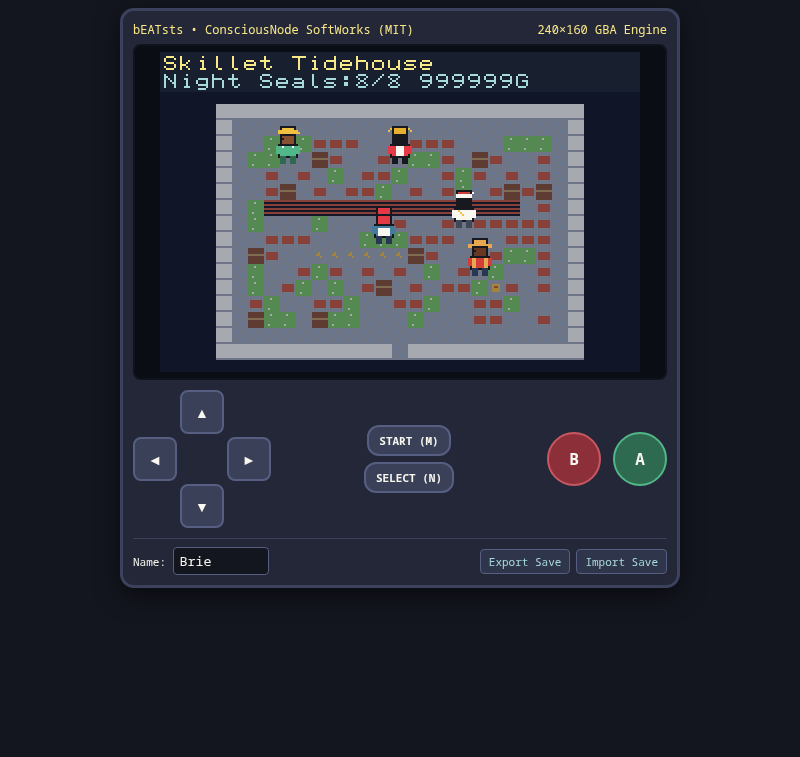 bEATsts • ConsciousNode SoftWorks (MIT)
240×160 GBA Engine
Skillet Tidehouse
Night Seals:8/8 999999G
▲
◄
►
▼
START (M)
SELECT (N)
B
A
Name: Brie
Export Save
Import Save